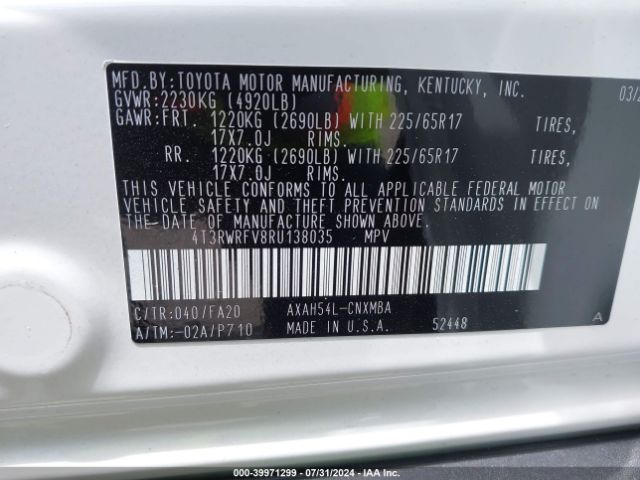 MFD.BY:TOYOTA MOTOR MANUFACTURING, KENTUCKY, INC. 03/2
GVWR:2230KG (4920LB)
GAWR:FRT. 1220KG (2690LB) WITH 225/65R17 TIRES,
17X7.0J RIMS.
RR. 1220KG (2690LB) WITH 225/65R17 TIRES,
17X7.0J RIMS.
THIS VEHICLE CONFORMS TO ALL APPLICABLE FEDERAL MOTOR
VEHICLE SAFETY AND THEFT PREVENTION STANDARDS IN EFFECT ON
THE DATE OF MANUFACTURE SHOWN ABOVE.
4T3RWRFV8RU138035 MPV
C/TR:040/FA20 AXAH54L-CNXMBA
A/TM:-02A/P710 MADE IN U.S.A. 52448 A
000-39971299 - 07/31/2024 - IAA Inc.